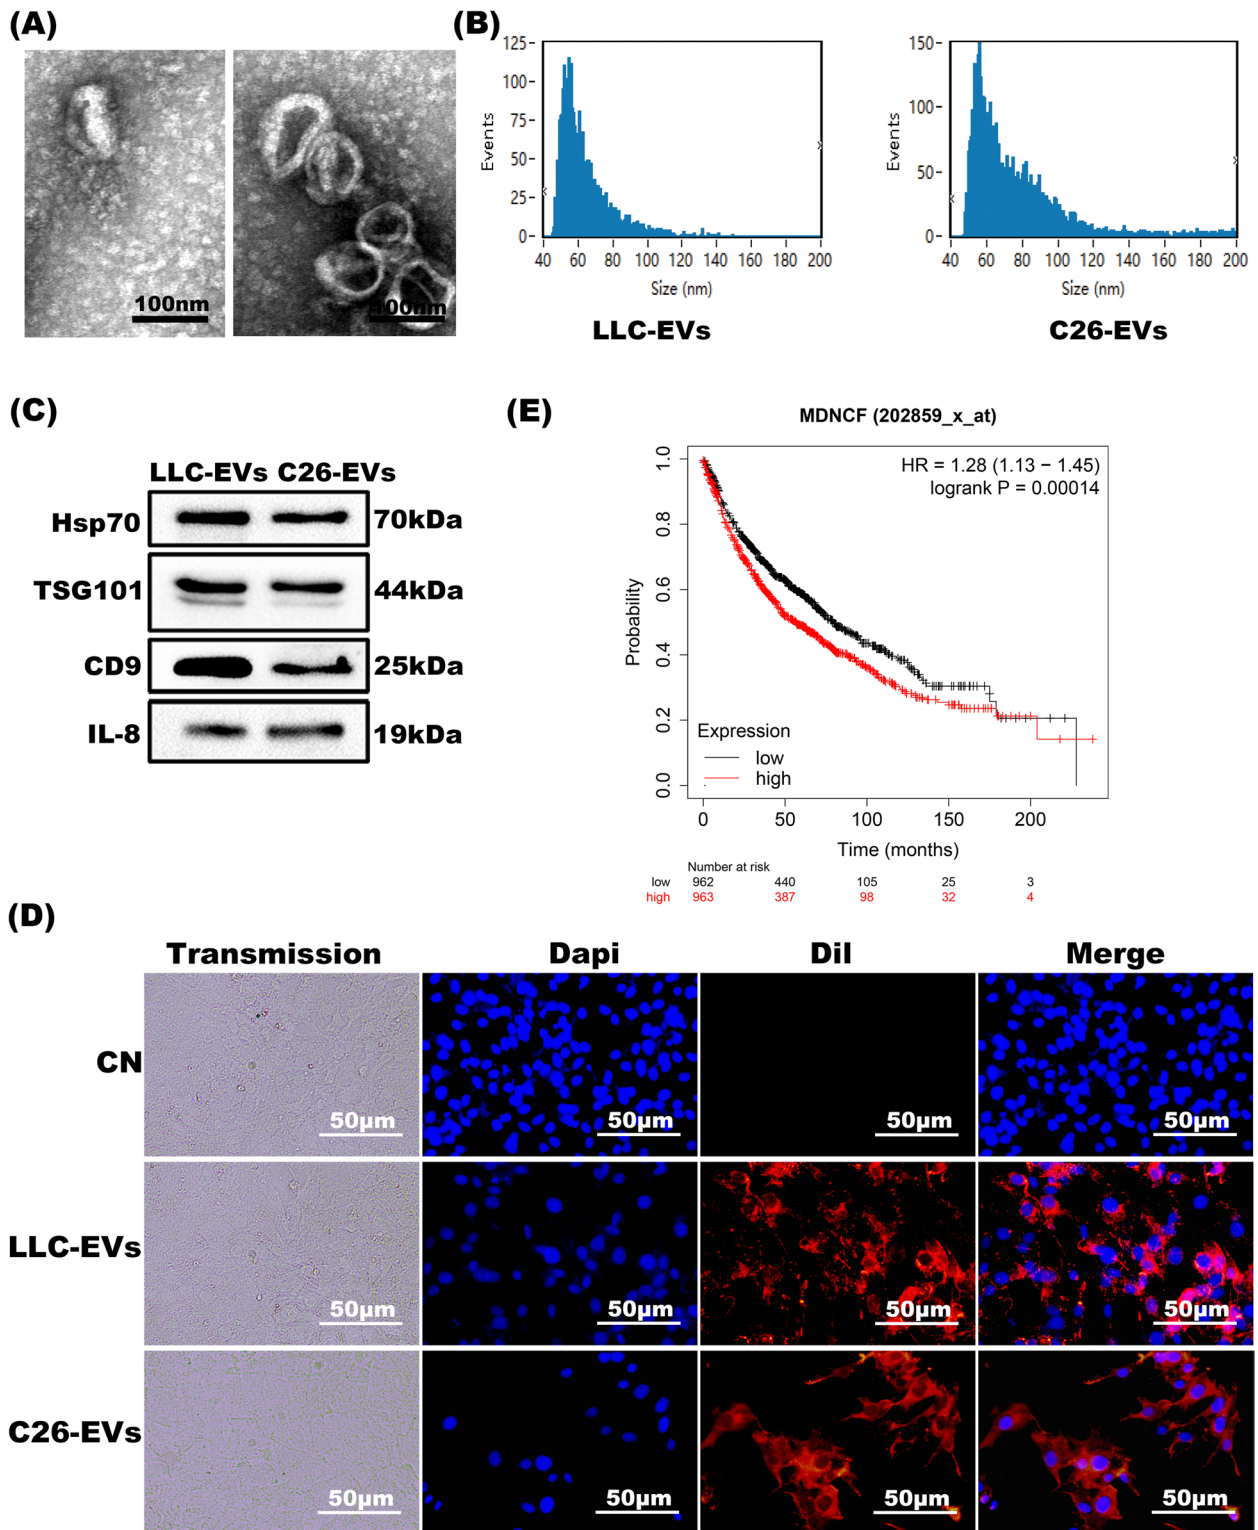 (A)
100nm
100nm
(B)
125
100
75
50
25
0
Events
40 60 80 100 120 140 160 180 200
Size (nm)
LLC-EVs
150
100
50
0
Events
40 60 80 100 120 140 160 180 200
Size (nm)
C26-EVs
(C)
LLC-EVs C26-EVs
Hsp70 70kDa
TSG101 44kDa
CD9 25kDa
IL-8 19kDa
(E)
MDNCF (202859_x_at)
HR = 1.28 (1.13 − 1.45)
logrank P = 0.00014
Probability
1.0
0.8
0.6
0.4
0.2
0.0
Expression
low
high
0 50 100 150 200
Time (months)
Number at risk
low 962 440 105 25 3
high 963 387 98 32 4
(D)
Transmission Dapi Dil Merge
CN
50μm 50μm 50μm 50μm
LLC-EVs
50μm 50μm 50μm 50μm
C26-EVs
50μm 50μm 50μm 50μm